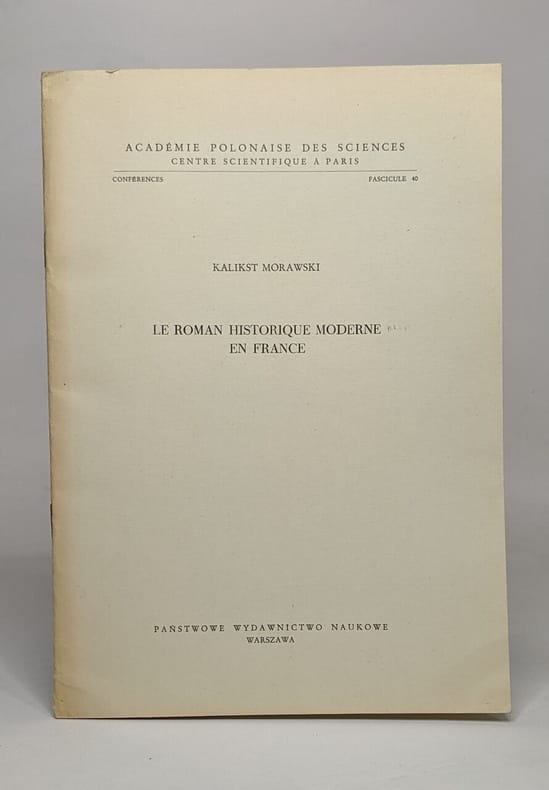 ACADÉMIE POLONAISE DES SCIENCES
CENTRE SCIENTIFIQUE À PARIS
CONFÉRENCES FASCICULE 40
KALIKST MORAWSKI
LE ROMAN HISTORIQUE MODERNE
EN FRANCE
PAŃSTWOWE WYDAWNICTWO NAUKOWE
WARSZAWA